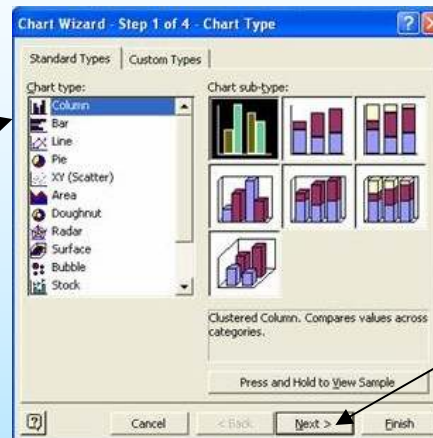 Chart Wizard - Step 1 of 4 - Chart Type
Standard Types
Custom Types
Chart type:
Column
Bar
Line
Pie
XY (Scatter)
Area
Doughnut
Radar
Surface
Bubble
Stock
Chart sub-type:
Clustered Column. Compares values across
categories.
Press and Hold to View Sample
Cancel
< Back
Next >
Finish